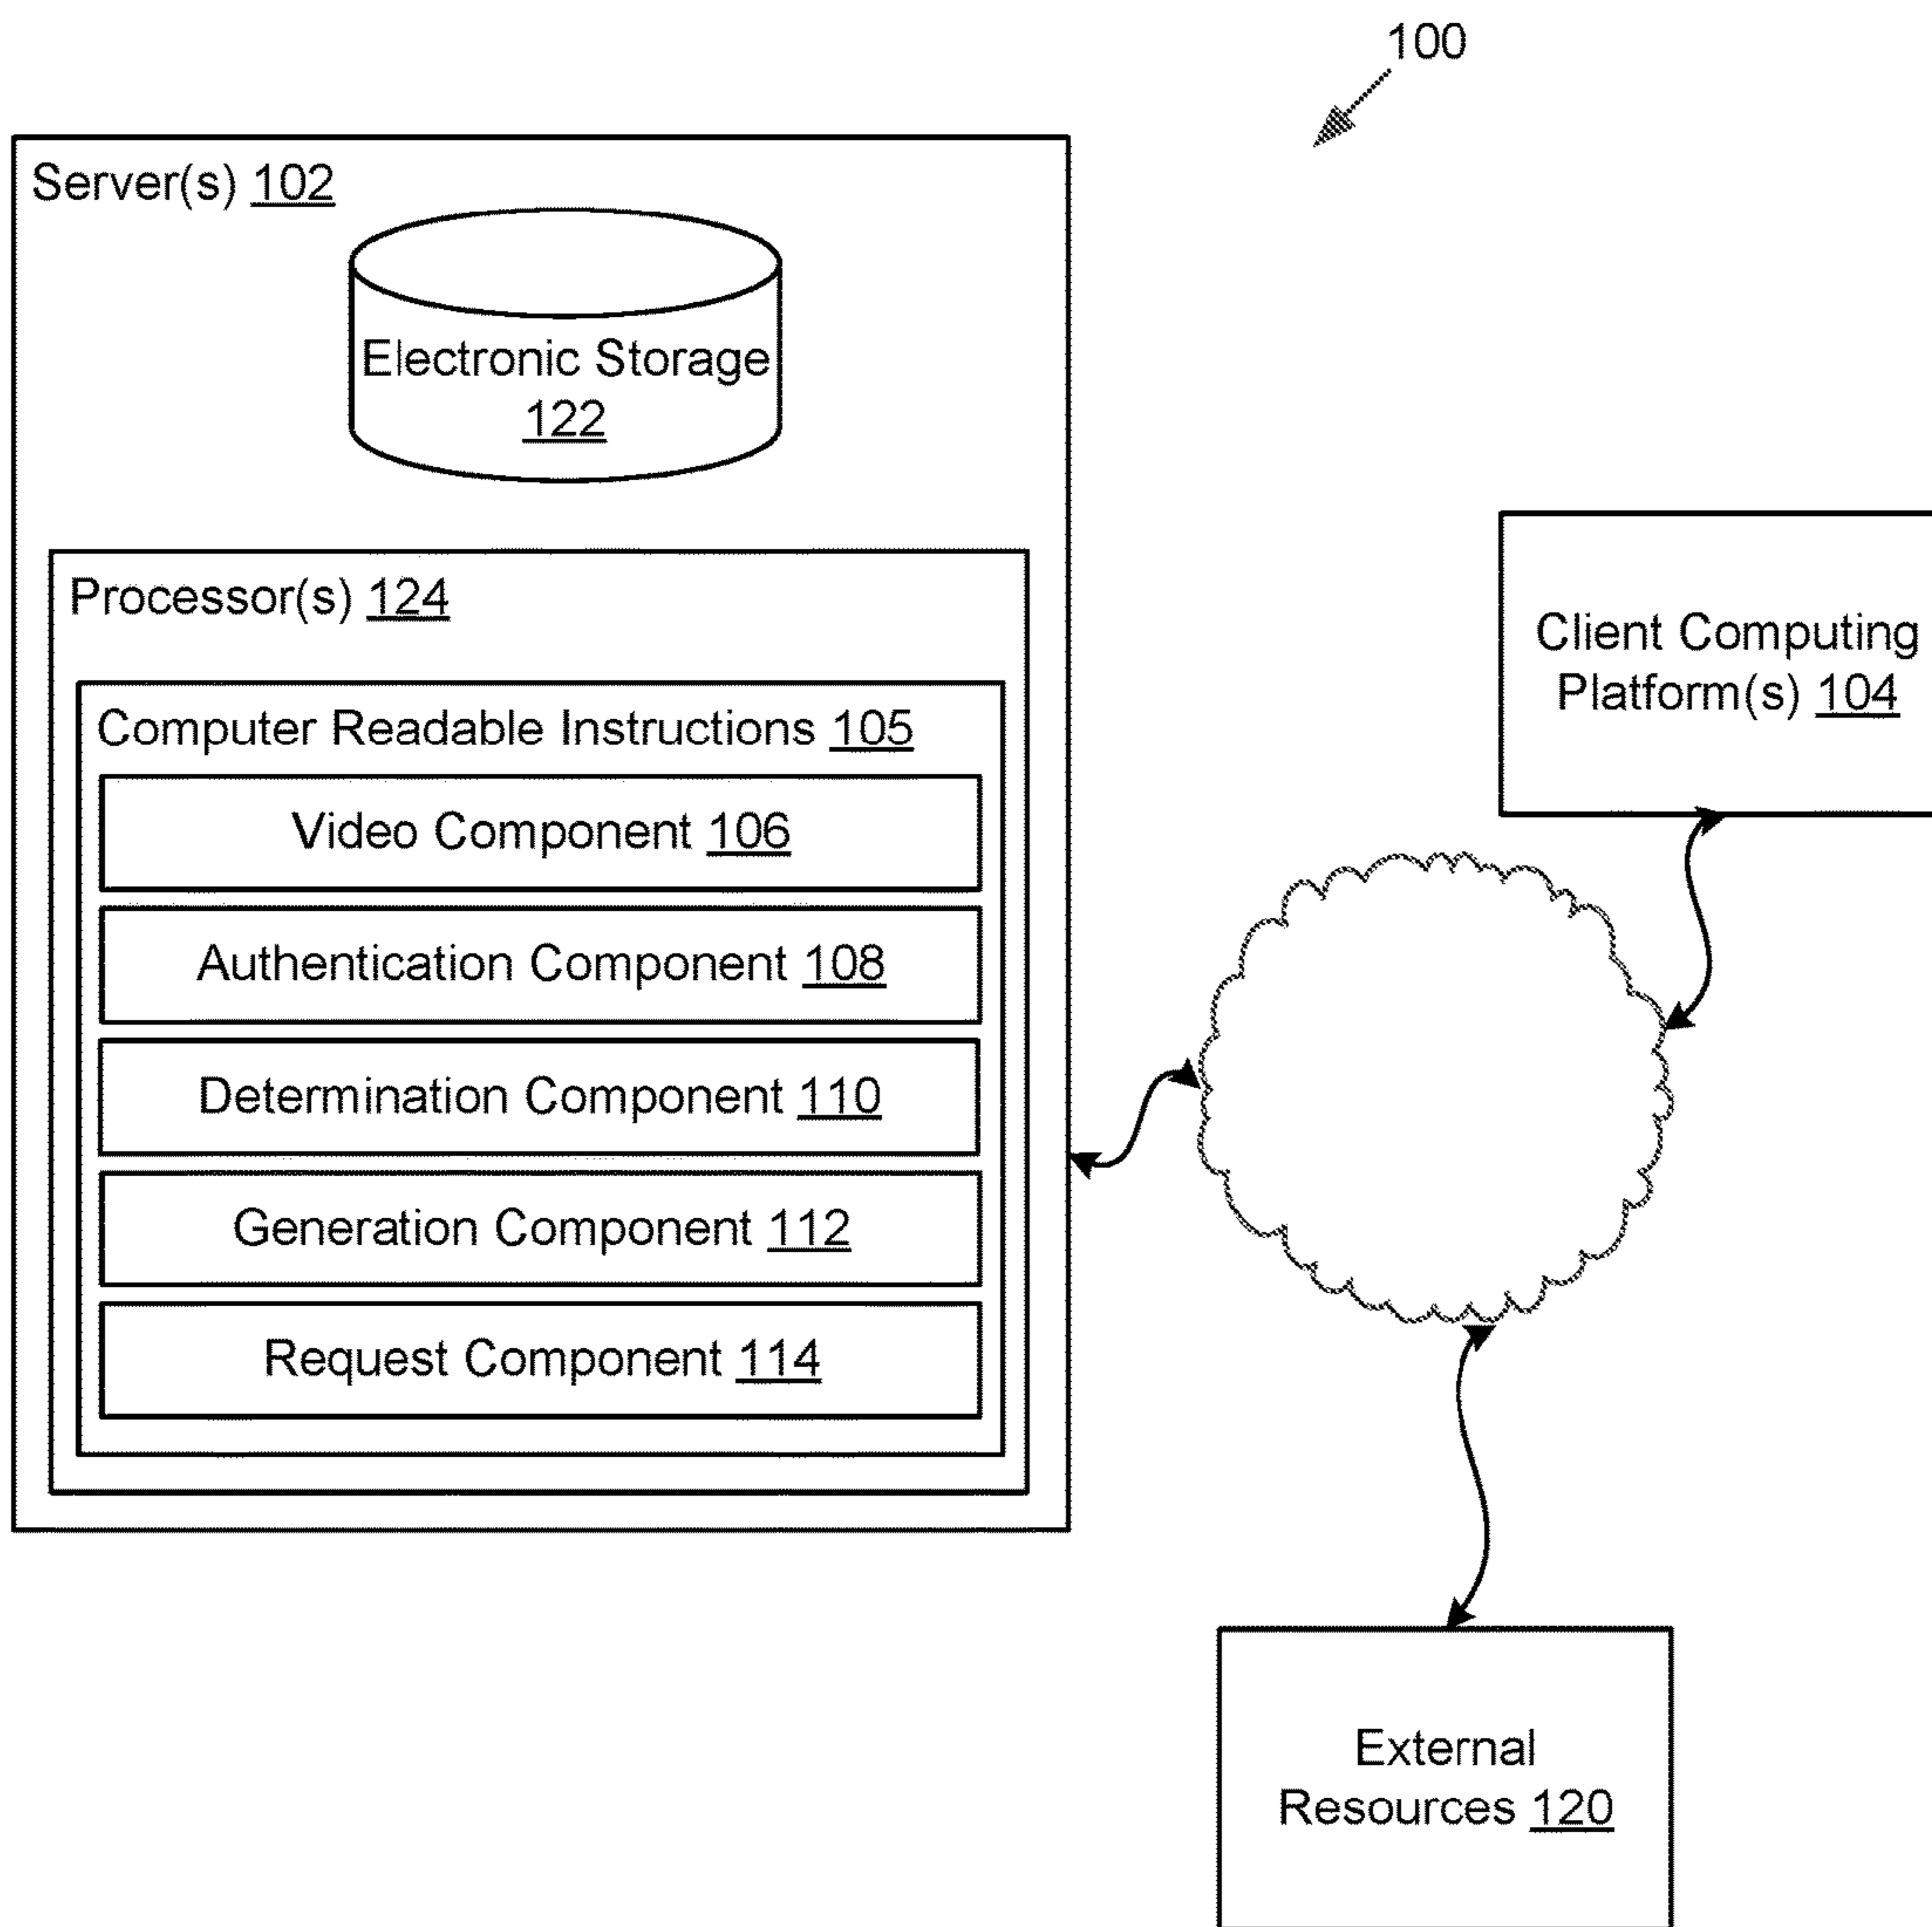 100
Server(s) 102
Electronic Storage
122
Processor(s) 124
Computer Readable Instructions 105
Video Component 106
Authentication Component 108
Determination Component 110
Generation Component 112
Request Component 114
Client Computing
Platform(s) 104
External
Resources 120